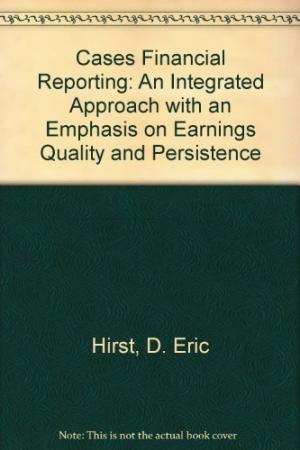 Cases Financial
Reporting: An Integrated
Approach with an
Emphasis on Earnings
Quality and Persistence
Hirst, D. Eric
Note: This is not the actual book cover